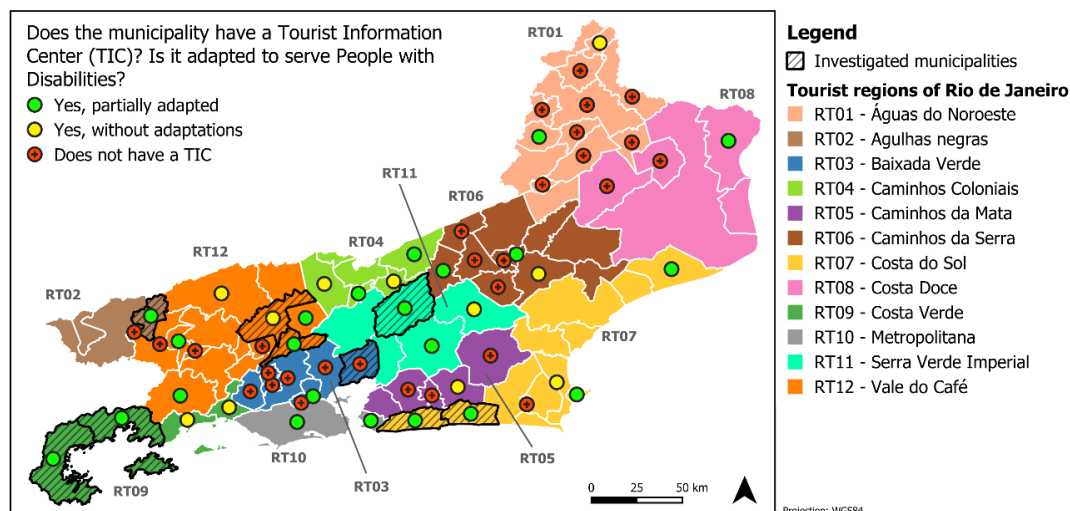 Does the municipality have a Tourist Information
Center (TIC)? Is it adapted to serve People with
Disabilities?
Yes, partially adapted
Yes, without adaptations
Does not have a TIC
RT01
RT08
RT11
RT06
RT04
RT12
RT02
RT07
RT05
RT10
RT03
RT09
0 25 50 km
Legend
Investigated municipalities
Tourist regions of Rio de Janeiro
RT01 - Águas do Noroeste
RT02 - Agulhas negras
RT03 - Baixada Verde
RT04 - Caminhos Coloniais
RT05 - Caminhos da Mata
RT06 - Caminhos da Serra
RT07 - Costa do Sol
RT08 - Costa Doce
RT09 - Costa Verde
RT10 - Metropolitana
RT11 - Serra Verde Imperial
RT12 - Vale do Café
Projection: WGS84